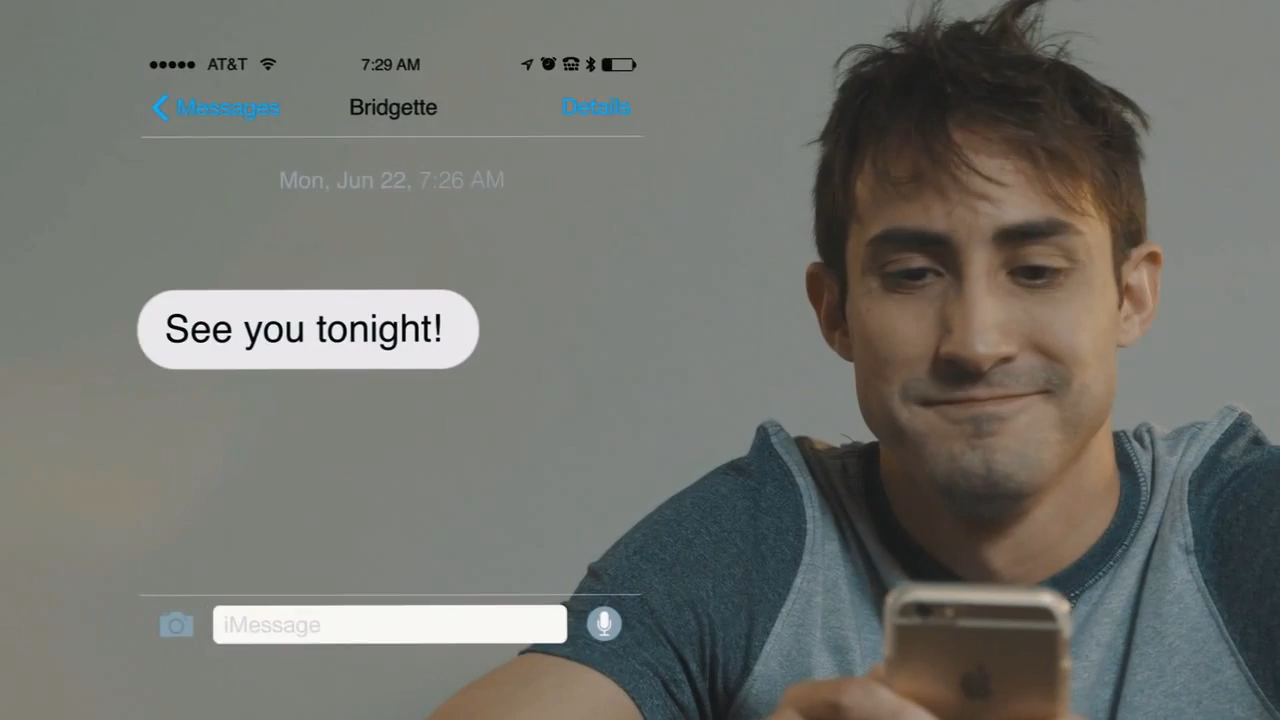 AT&T 7:29 AM
Messages Bridgette Details
Mon, Jun 22, 7:26 AM
See you tonight!
iMessage